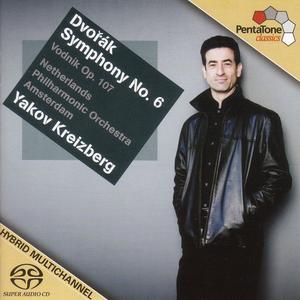 Dvořák
Symphony No. 6
Vodník Op. 107
Netherlands
Philharmonic Orchestra
Amsterdam
Yakov Kreizberg
PentaTone
classics
HYBRID MULTICHANNEL
SUPER AUDIO CD